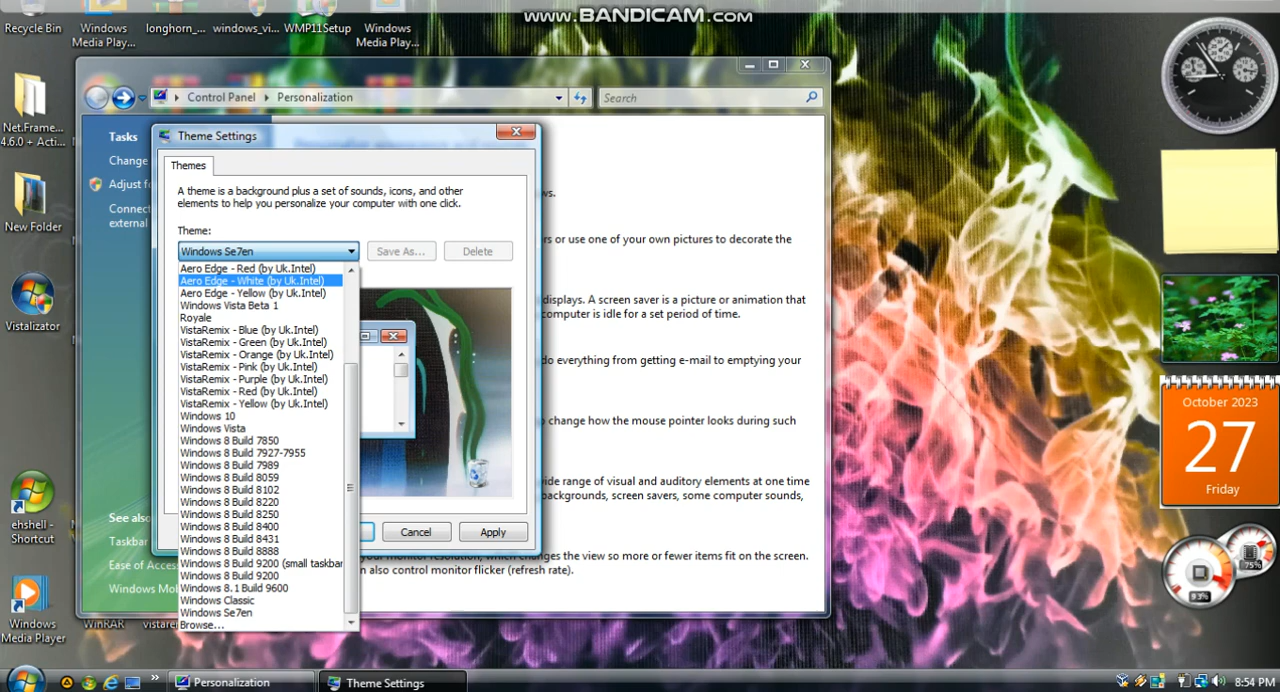 www.BANDICAM.com
Recycle Bin
Windows
Media Play...
longhorn_...
windows_vi...
WMP11Setup
Windows
Media Play...
Net.Frame...
4.6.0 + Acti...
New Folder
Vistalizator
ehshell -
Shortcut
Windows
Media Player
WinRAR
vistare
Control Panel
Personalization
Search
Tasks
Change
Adjust fo
Connect
external
See also
Taskbar
Ease of Access
Windows Mob
Theme Settings
Themes
A theme is a background plus a set of sounds, icons, and other
elements to help you personalize your computer with one click.
Theme:
Windows Se7en
Save As...
Delete
Aero Edge - Red (by Uk.Intel)
Aero Edge - White (by Uk.Intel)
Aero Edge - Yellow (by Uk.Intel)
Windows Vista Beta 1
Royale
VistaRemix - Blue (by Uk.Intel)
VistaRemix - Green (by Uk.Intel)
VistaRemix - Orange (by Uk.Intel)
VistaRemix - Pink (by Uk.Intel)
VistaRemix - Purple (by Uk.Intel)
VistaRemix - Red (by Uk.Intel)
VistaRemix - Yellow (by Uk.Intel)
Windows 10
Windows Vista
Windows 8 Build 7850
Windows 8 Build 7927-7955
Windows 8 Build 7989
Windows 8 Build 8059
Windows 8 Build 8102
Windows 8 Build 8220
Windows 8 Build 8250
Windows 8 Build 8400
Windows 8 Build 8431
Windows 8 Build 8888
Windows 8 Build 9200 (small taskbar
Windows 8 Build 9200
Windows 8.1 Build 9600
Windows Classic
Windows Se7en
Browse...
Cancel
Apply
ws.
rs or use one of your own pictures to decorate the
displays. A screen saver is a picture or animation that
computer is idle for a set period of time.
do everything from getting e-mail to emptying your
o change how the mouse pointer looks during such
wide range of visual and auditory elements at one time
backgrounds, screen savers, some computer sounds,
your monitor resolution, which changes the view so more or fewer items fit on the screen.
n also control monitor flicker (refresh rate).
October 2023
27
Friday
75%
93%
Personalization
Theme Settings
8:54 PM